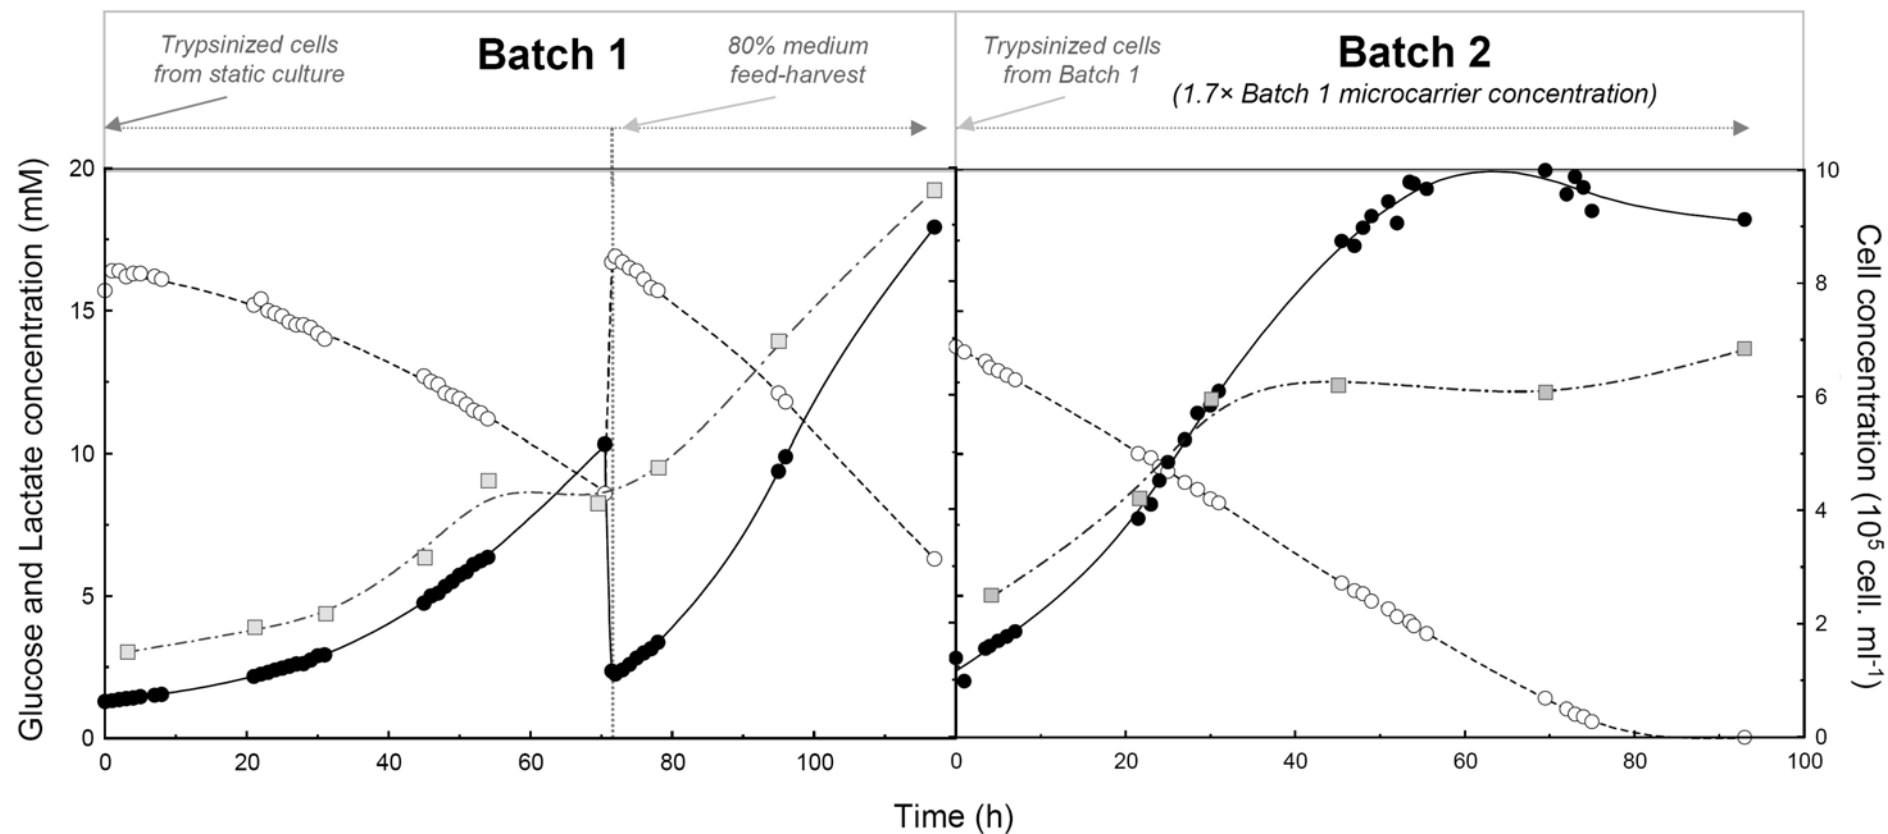 Trypsinized cells
from static culture
Batch 1
80% medium
feed-harvest
Trypsinized cells
from Batch 1
Batch 2
(1.7× Batch 1 microcarrier concentration)
Glucose and Lactate concentration (mM)
20
15
10
5
0
0
20
40
60
80
100
0
20
40
60
80
100
10
8
6
4
2
0
Cell concentration (10⁵ cell. ml⁻¹)
Time (h)